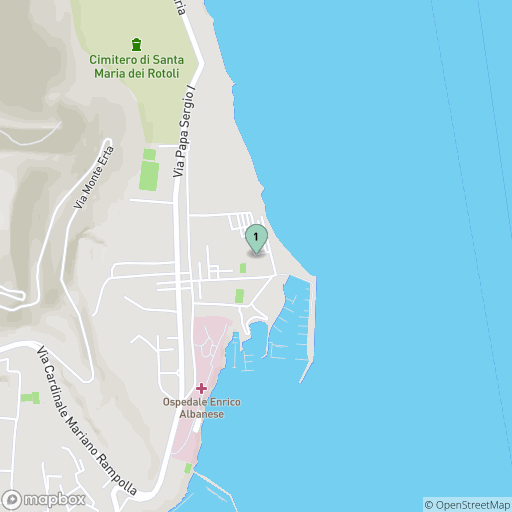 aria
Cimitero di Santa
Maria dei Rotoli
Via Papa Sergio I
Via Monte Erta
1
Via Cardinale Mariano Rampolla
Ospedale Enrico
Albanese
mapbox
© OpenStreetMap